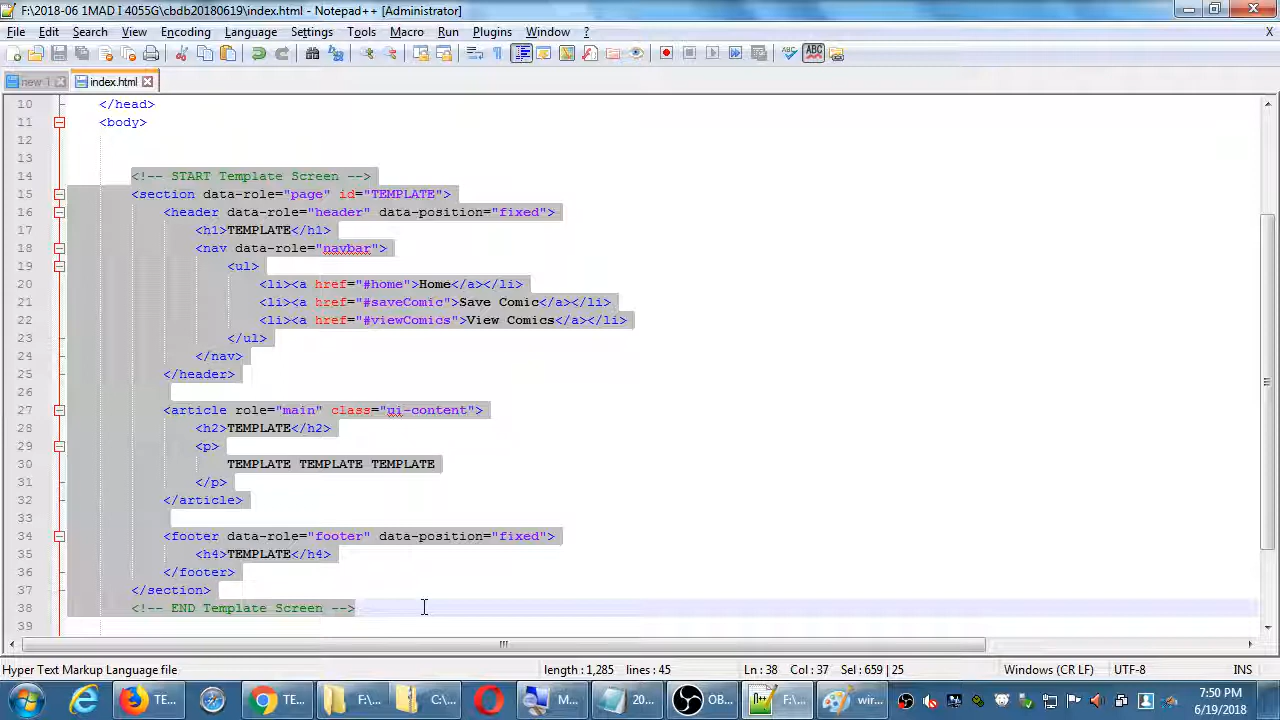 F:\2018-06 1MAD I 4055G\cbdb20180619\index.html - Notepad++ [Administrator]
File Edit Search View Encoding Language Settings Tools Macro Run Plugins Window ? X
new 1 index.html
10 </head>
11 <body>
12
13
14 <!-- START Template Screen -->
15 <section data-role="page" id="TEMPLATE">
16 <header data-role="header" data-position="fixed">
17 <h1>TEMPLATE</h1>
18 <nav data-role="navbar">
19 <ul>
20 <li><a href="#home">Home</a></li>
21 <li><a href="#saveComic">Save Comic</a></li>
22 <li><a href="#viewComics">View Comics</a></li>
23 </ul>
24 </nav>
25 </header>
26
27 <article role="main" class="ui-content">
28 <h2>TEMPLATE</h2>
29 <p>
30 TEMPLATE TEMPLATE TEMPLATE
31 </p>
32 </article>
33
34 <footer data-role="footer" data-position="fixed">
35 <h4>TEMPLATE</h4>
36 </footer>
37 </section>
38 <!-- END Template Screen -->
39
Hyper Text Markup Language file length : 1,285 lines : 45 Ln : 38 Col : 37 Sel : 659 | 25 Windows (CR LF) UTF-8 INS
TE... TE... F:\... C:\... M... 20... OB... F:\... wir... 7:50 PM
6/19/2018